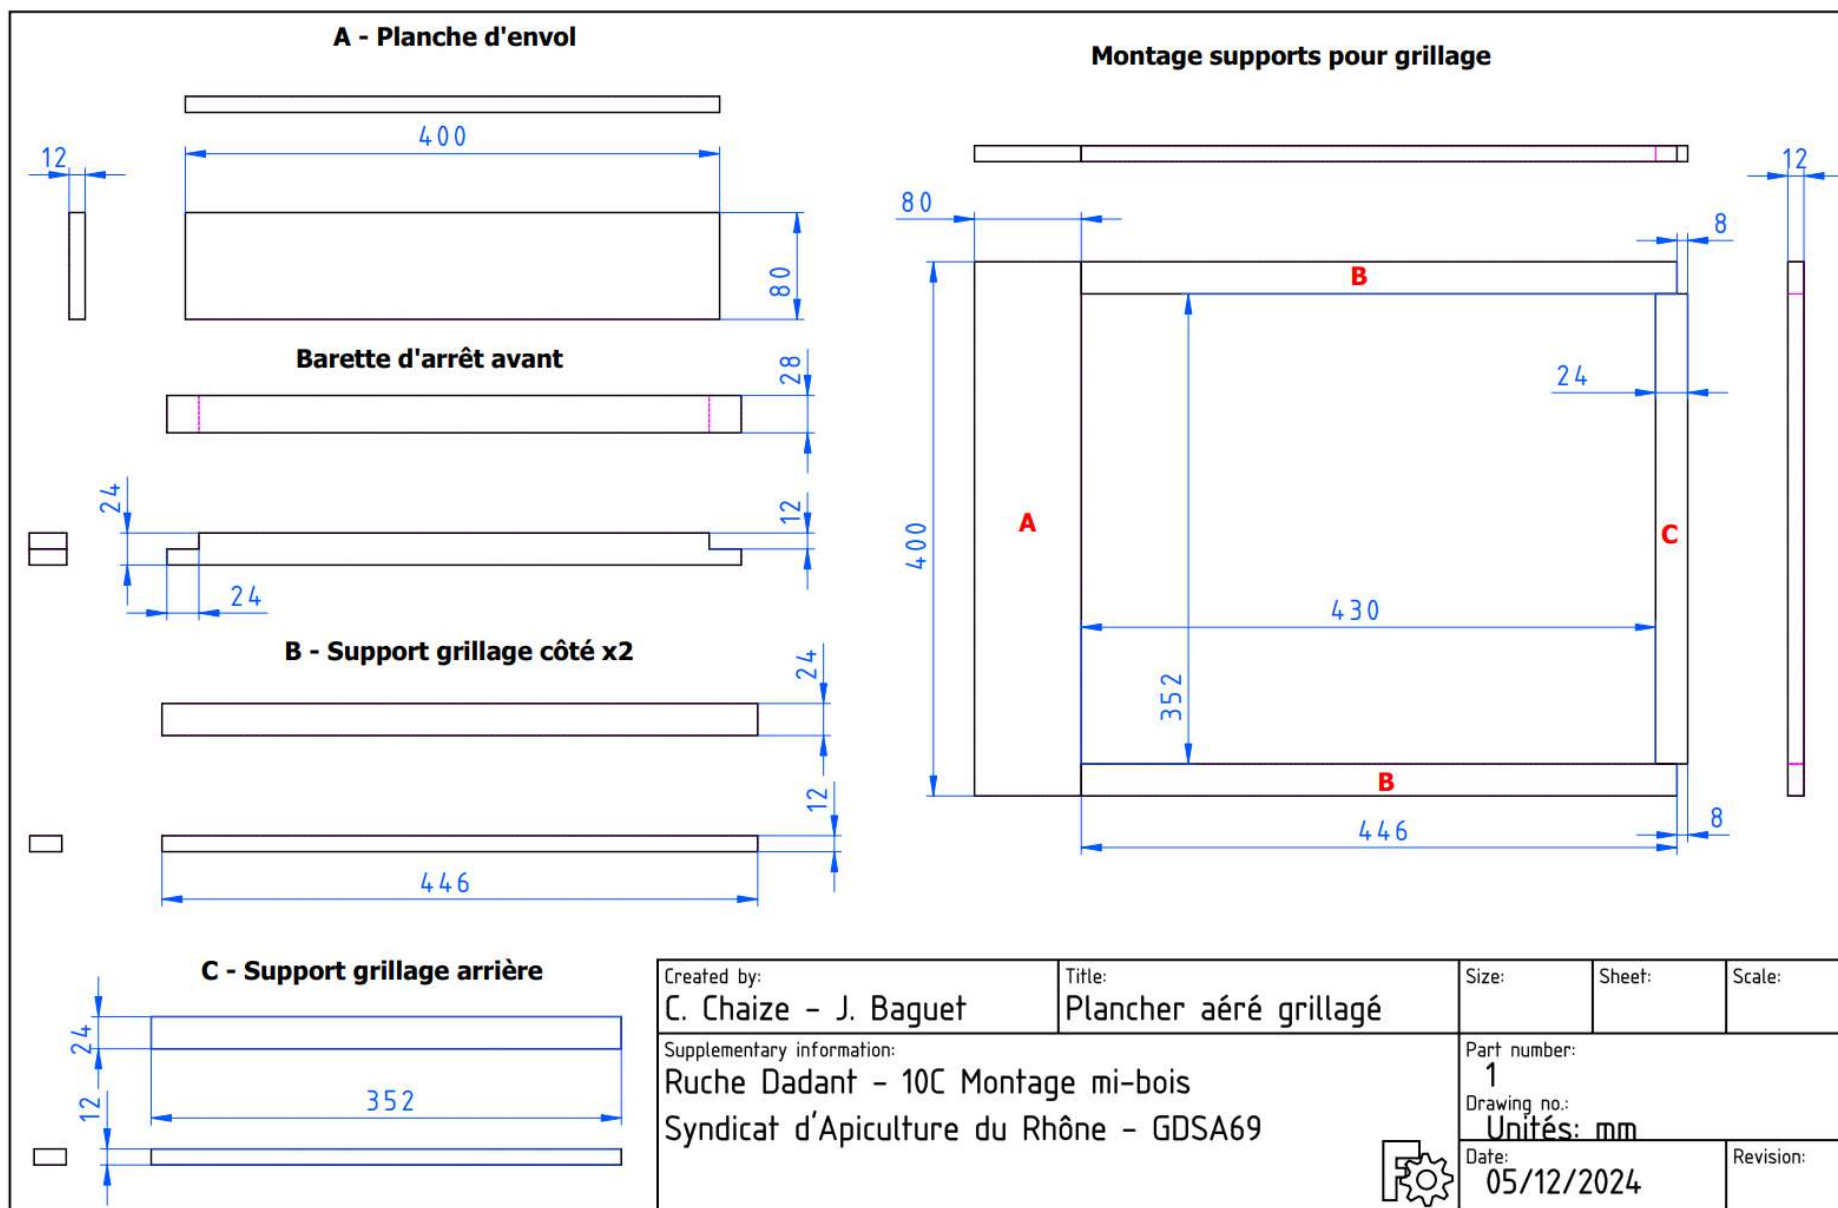 A - Planche d'envol
400
12
80
Barette d'arrêt avant
28
24
12
24
B - Support grillage côté x2
24
12
446
C - Support grillage arrière
24
352
12
Montage supports pour grillage
12
80
8
B
24
400
A
C
430
352
B
446
8
Created by:
C. Chaize - J. Baguet
Title:
Plancher aéré grillagé
Size:
Sheet:
Scale:
Supplementary information:
Ruche Dadant - 10C Montage mi-bois
Syndicat d'Apiculture du Rhône - GDSA69
Part number:
1
Drawing no.:
Unités: mm
Date:
05/12/2024
Revision: